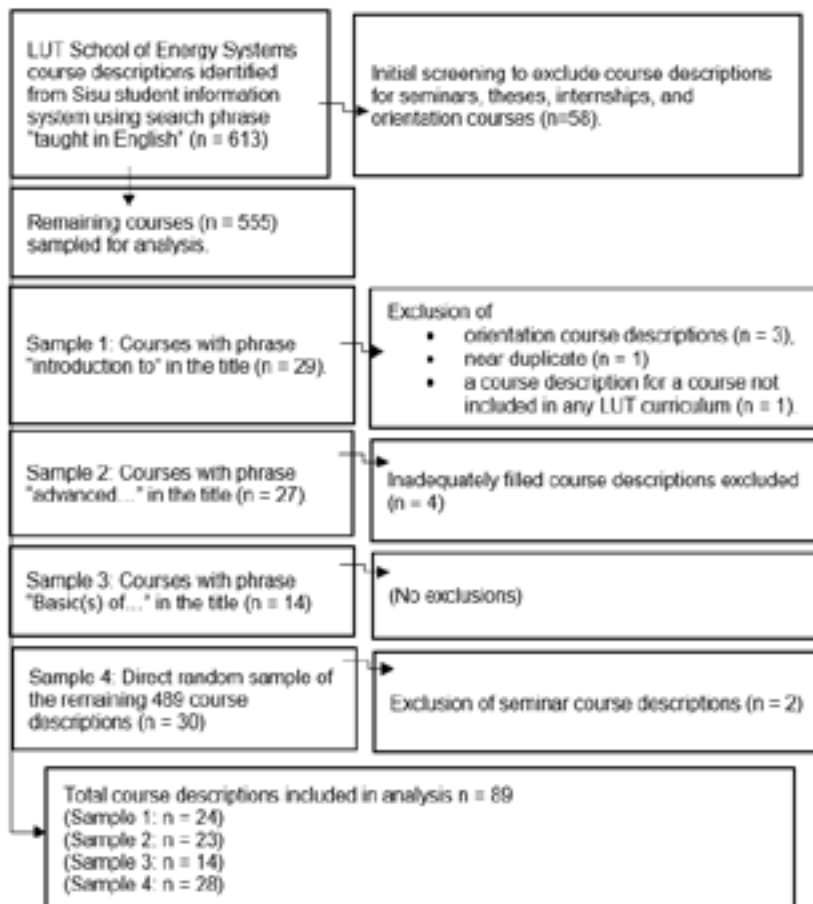 LUT School of Energy Systems
course descriptions identified
from Sisu student information
system using search phrase
"taught in English" (n = 613)
Initial screening to exclude course descriptions
for seminars, theses, internships, and
orientation courses (n=58).
Remaining courses (n = 555)
sampled for analysis.
Sample 1: Courses with phrase
"introduction to" in the title (n = 29).
Exclusion of
• orientation course descriptions (n = 3),
• near duplicate (n = 1)
• a course description for a course not
included in any LUT curriculum (n = 1).
Sample 2: Courses with phrase
"advanced..." in the title (n = 27)
Inadequately filled course descriptions excluded
(n = 4)
Sample 3: Courses with phrase
"Basic(s) of..." in the title (n = 14)
(No exclusions)
Sample 4: Direct random sample of
the remaining 489 course
descriptions (n = 30)
Exclusion of seminar course descriptions (n = 2)
Total course descriptions included in analysis n = 89
(Sample 1: n = 24)
(Sample 2: n = 23)
(Sample 3: n = 14)
(Sample 4: n = 28)